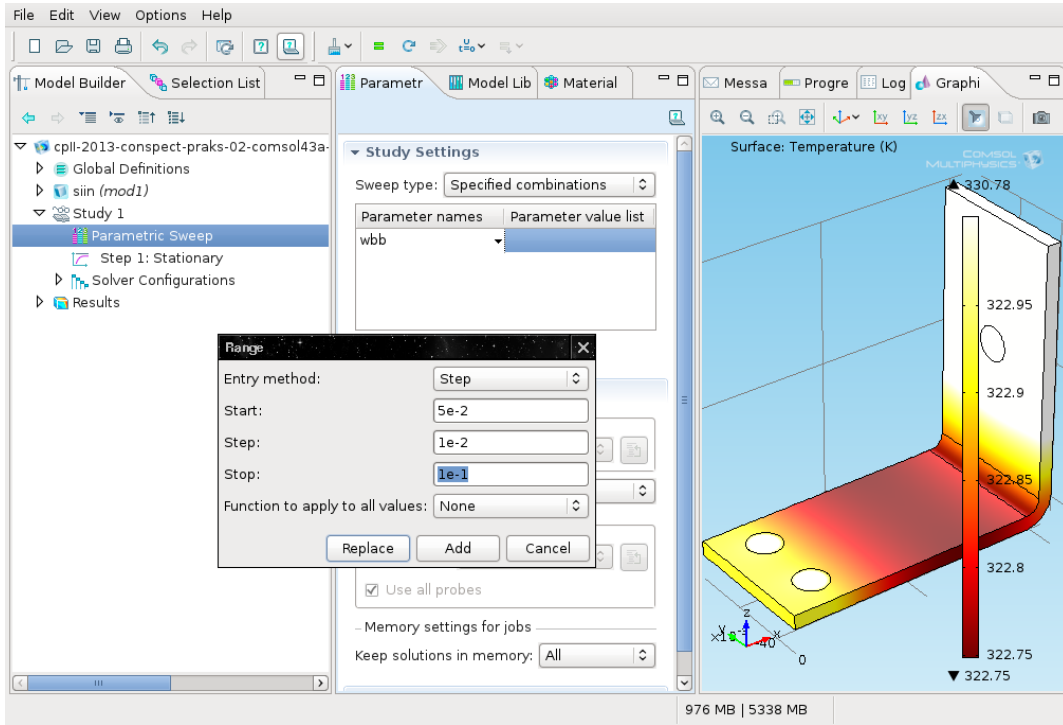 File Edit View Options Help
Model Builder Selection List
cpII-2013-conspect-praks-02-comsol43a-
Global Definitions
siin (mod1)
Study 1
Parametric Sweep
Step 1: Stationary
Solver Configurations
Results
Parametr Model Lib Material
Study Settings
Sweep type: Specified combinations
Parameter names Parameter value list
wbb
Range
Entry method: Step
Start: 5e-2
Step: 1e-2
Stop: 1e-1
Function to apply to all values: None
Replace Add Cancel
Use all probes
Memory settings for jobs
Keep solutions in memory: All
Messa Progre Log Graphi
xy yz zx
Surface: Temperature (K)
COMSOL
MULTIPHYSICS
330.78
322.95
322.9
322.85
322.8
322.75
322.75
z
y
x
-40
0
976 MB | 5338 MB